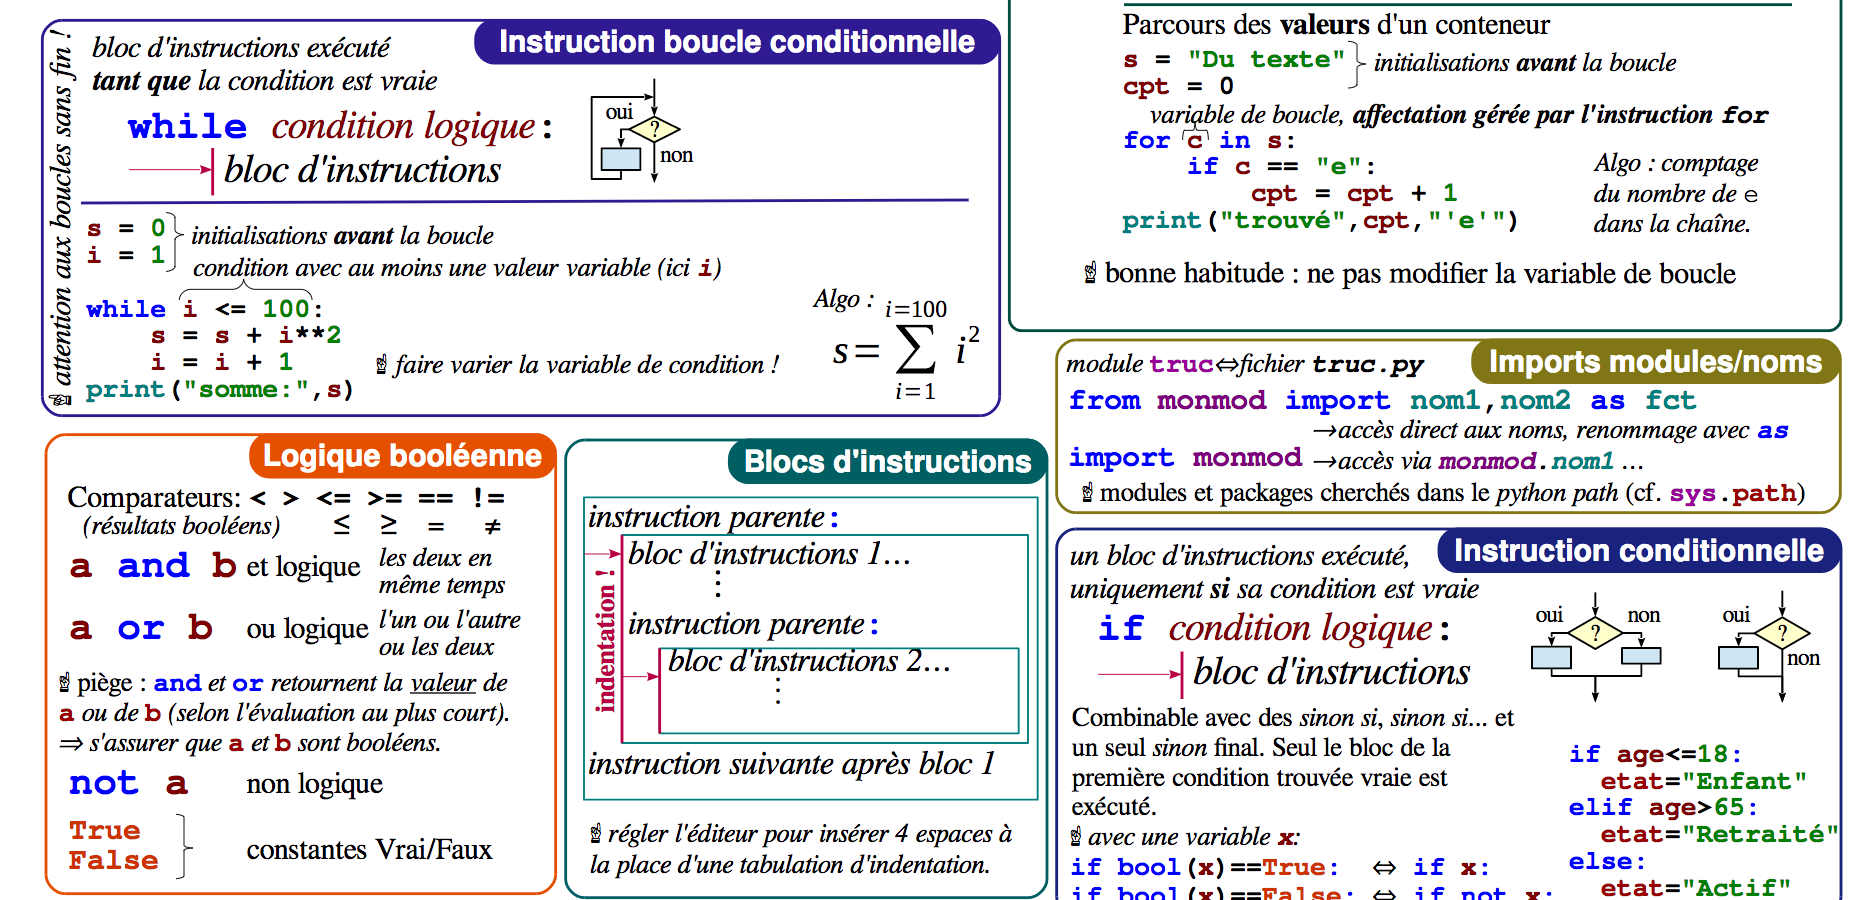 attention aux boucles sans fin !
Instruction boucle conditionnelle
bloc d'instructions exécuté
tant que la condition est vraie
while condition logique:
bloc d'instructions
oui
?
non
s = 0
i = 1
initialisations avant la boucle
condition avec au moins une valeur variable (ici i)
while i <= 100:
s = s + i**2
i = i + 1
print("somme:",s)
faire varier la variable de condition !
Algo :
i=100
s=∑ i²
i=1
Parcours des valeurs d'un conteneur
s = "Du texte"
cpt = 0
initialisations avant la boucle
variable de boucle, affectation gérée par l'instruction for
for c in s:
if c == "e":
cpt = cpt + 1
print("trouvé",cpt,"'e'")
Algo : comptage
du nombre de e
dans la chaîne.
bonne habitude : ne pas modifier la variable de boucle
Logique booléenne
Comparateurs: < > <= >= == !=
(résultats booléens) ≤ ≥ = ≠
a and b et logique les deux en
même temps
a or b ou logique l'un ou l'autre
ou les deux
piège : and et or retournent la valeur de
a ou de b (selon l'évaluation au plus court).
⇒ s'assurer que a et b sont booléens.
not a non logique
True
False
constantes Vrai/Faux
Blocs d'instructions
instruction parente:
bloc d'instructions 1…
⋮
instruction parente:
bloc d'instructions 2…
⋮
indentation !
instruction suivante après bloc 1
régler l'éditeur pour insérer 4 espaces à
la place d'une tabulation d'indentation.
Imports modules/noms
module truc⇔fichier truc.py
from monmod import nom1,nom2 as fct
→accès direct aux noms, renommage avec as
import monmod →accès via monmod.nom1 …
modules et packages cherchés dans le python path (cf. sys.path)
Instruction conditionnelle
un bloc d'instructions exécuté,
uniquement si sa condition est vraie
if condition logique:
bloc d'instructions
oui ? non
oui ?
non
Combinable avec des sinon si, sinon si... et
un seul sinon final. Seul le bloc de la
première condition trouvée vraie est
exécuté.
avec une variable x:
if bool(x)==True: ⇔ if x:
if bool(x)==False: ⇔ if not x:
if age<=18:
etat="Enfant"
elif age>65:
etat="Retraité"
else:
etat="Actif"